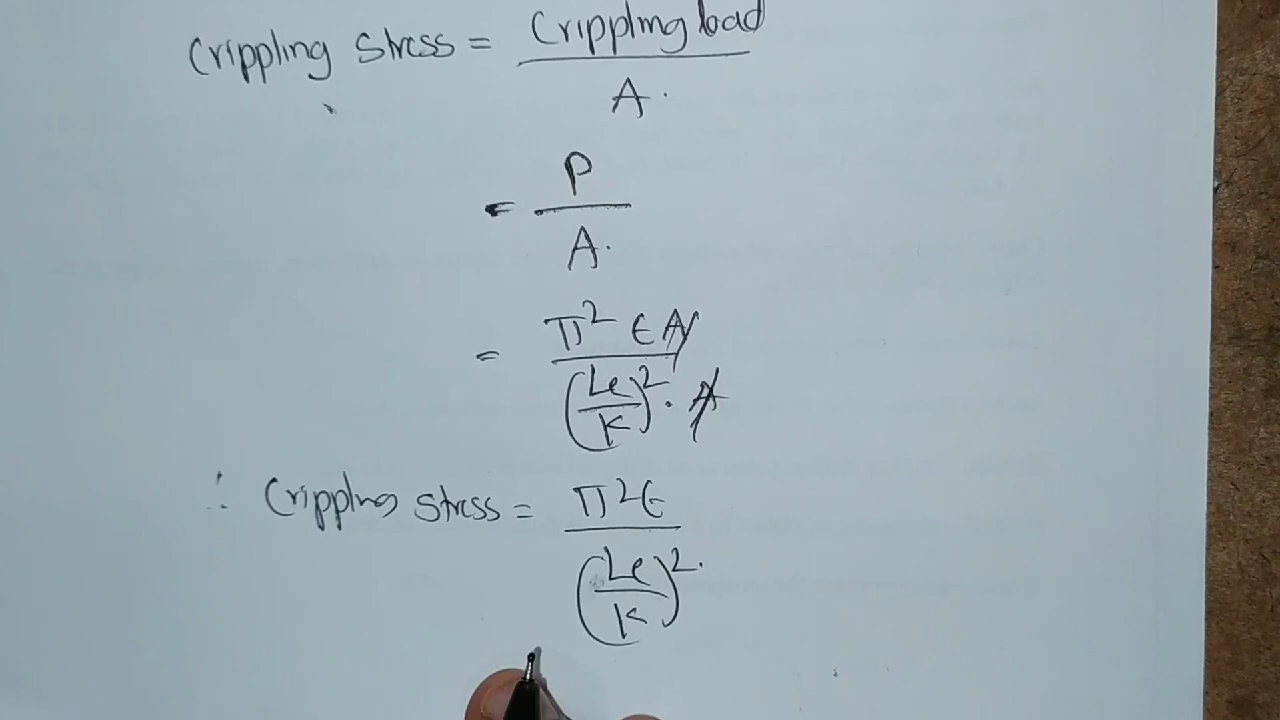 Crippling Stress = Crippling load / A.
= P / A.
= π² E A / (Le/K)² . A
∴ Crippling Stress = π² E / (Le/K)².